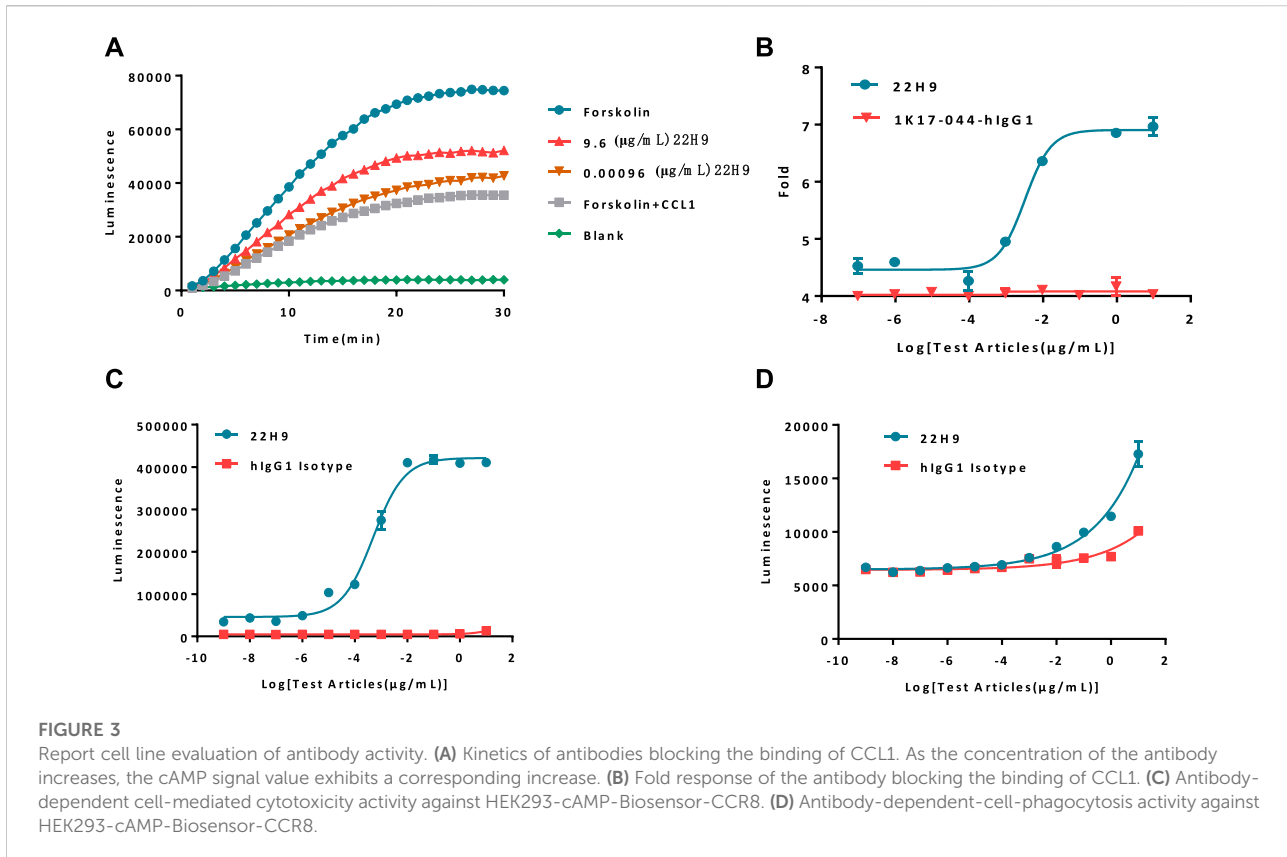 A
80000
60000
40000
20000
0
Luminescence
0 10 20 30
Time(min)
Forskolin
9.6 (μg/mL)22H9
0.00096 (μg/mL)22H9
Forskolin+CCL1
Blank
B
8
7
6
5
4
Fold
22H9
1K17-044-hIgG1
-8 -6 -4 -2 0 2
Log[Test Articles(μg/mL)]
C
500000
400000
300000
200000
100000
0
Luminescence
22H9
hIgG1 Isotype
-10 -8 -6 -4 -2 0 2
Log[Test Articles(μg/mL)]
D
20000
15000
10000
5000
0
Luminescence
22H9
hIgG1 Isotype
-10 -8 -6 -4 -2 0 2
Log[Test Articles(μg/mL)]
FIGURE 3
Report cell line evaluation of antibody activity. (A) Kinetics of antibodies blocking the binding of CCL1. As the concentration of the antibody
increases, the cAMP signal value exhibits a corresponding increase. (B) Fold response of the antibody blocking the binding of CCL1. (C) Antibody-
dependent cell-mediated cytotoxicity activity against HEK293-cAMP-Biosensor-CCR8. (D) Antibody-dependent-cell-phagocytosis activity against
HEK293-cAMP-Biosensor-CCR8.